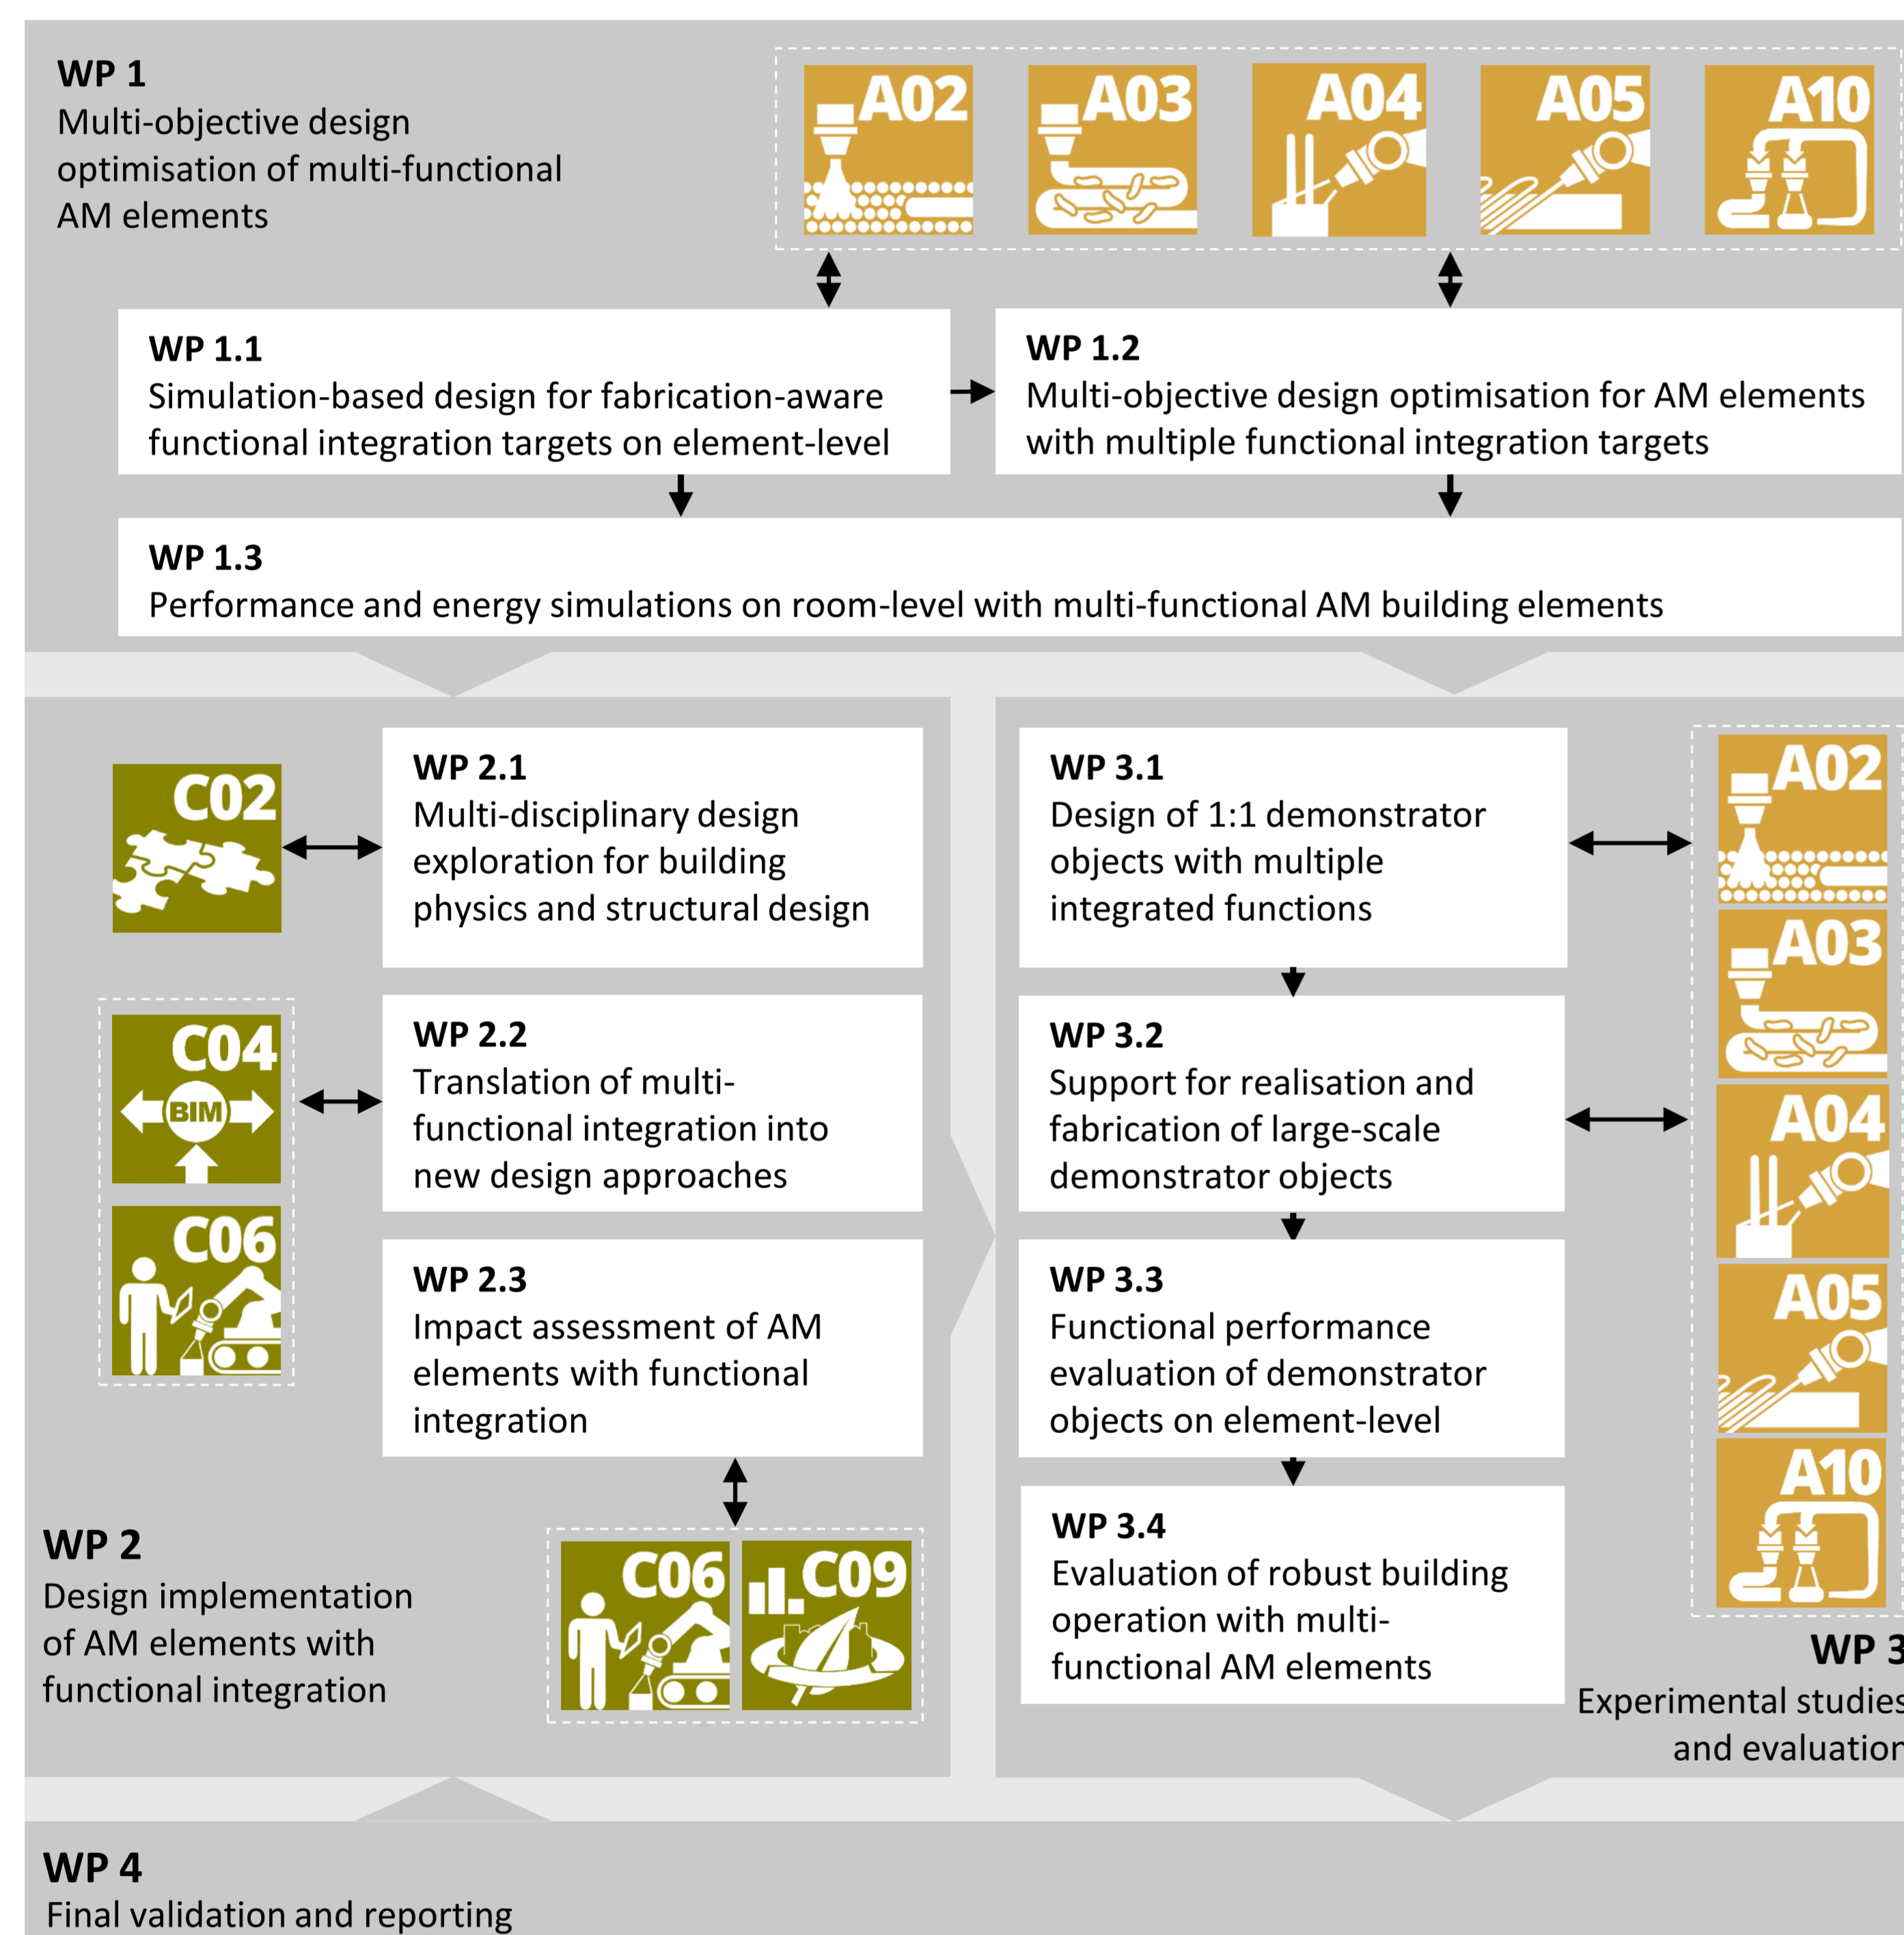 WP 1
Multi-objective design
optimisation of multi-functional
AM elements
A02
A03
A04
A05
A10
WP 1.1
Simulation-based design for fabrication-aware
functional integration targets on element-level
WP 1.2
Multi-objective design optimisation for AM elements
with multiple functional integration targets
WP 1.3
Performance and energy simulations on room-level with multi-functional AM building elements
C02
WP 2.1
Multi-disciplinary design
exploration for building
physics and structural design
C04
BIM
C06
WP 2.2
Translation of multi-
functional integration into
new design approaches
WP 2.3
Impact assessment of AM
elements with functional
integration
WP 2
Design implementation
of AM elements with
functional integration
C06
C09
WP 3.1
Design of 1:1 demonstrator
objects with multiple
integrated functions
WP 3.2
Support for realisation and
fabrication of large-scale
demonstrator objects
WP 3.3
Functional performance
evaluation of demonstrator
objects on element-level
WP 3.4
Evaluation of robust building
operation with multi-
functional AM elements
A02
A03
A04
A05
A10
WP 3
Experimental studies
and evaluation
WP 4
Final validation and reporting